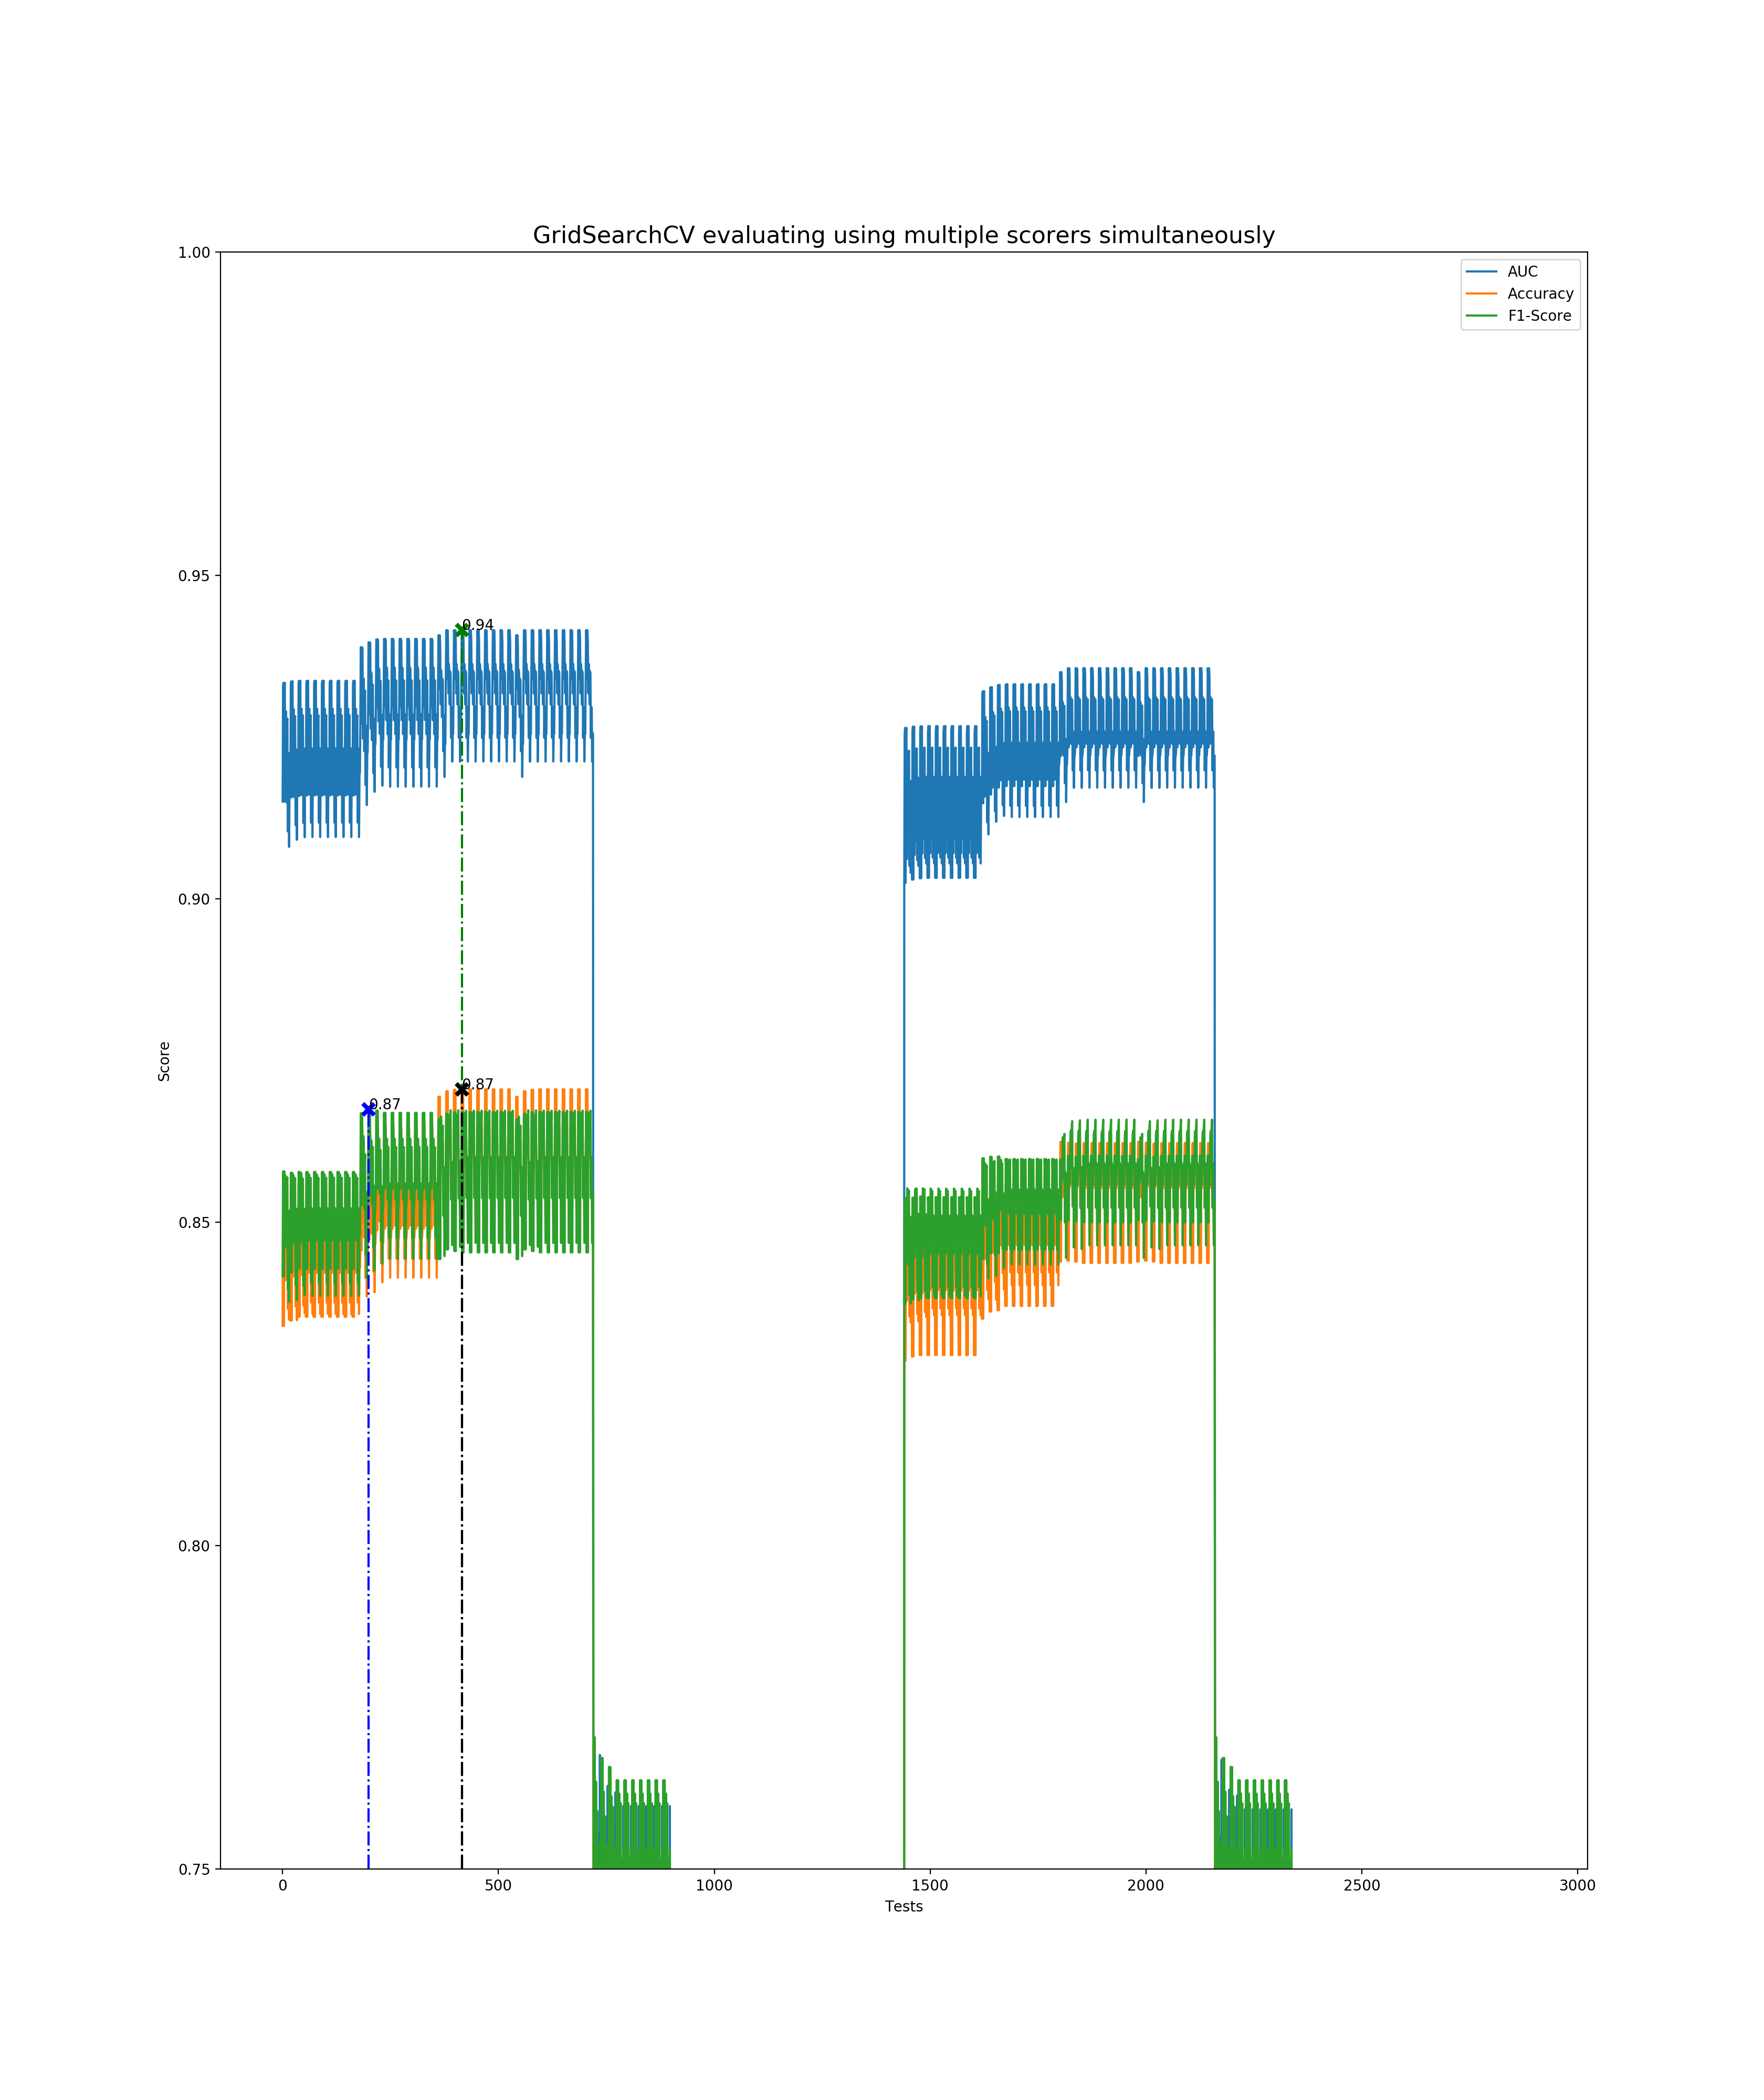 GridSearchCV evaluating using multiple scorers simultaneously
AUC
Accuracy
F1-Score
1.00
0.95
0.90
0.85
0.80
0.75
Score
0.94
0.87
0.87
0
500
1000
1500
2000
2500
3000
Tests